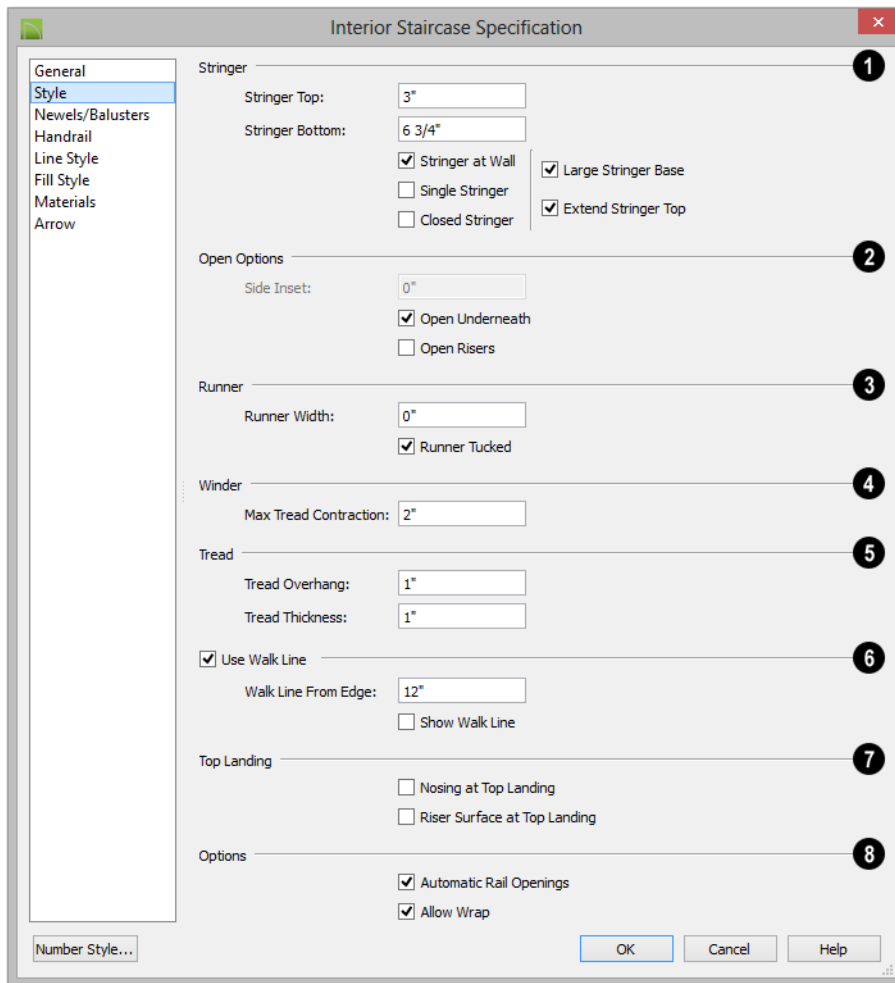 Interior Staircase Specification
General
Style
Newels/Balusters
Handrail
Line Style
Fill Style
Materials
Arrow
Stringer
1
Stringer Top: 3"
Stringer Bottom: 6 3/4"
Stringer at Wall
Single Stringer
Closed Stringer
Large Stringer Base
Extend Stringer Top
Open Options
2
Side Inset: 0"
Open Underneath
Open Risers
Runner
3
Runner Width: 0"
Runner Tucked
Winder
4
Max Tread Contraction: 2"
Tread
5
Tread Overhang: 1"
Tread Thickness: 1"
Use Walk Line
6
Walk Line From Edge: 12"
Show Walk Line
Top Landing
7
Nosing at Top Landing
Riser Surface at Top Landing
Options
8
Automatic Rail Openings
Allow Wrap
Number Style... OK Cancel Help